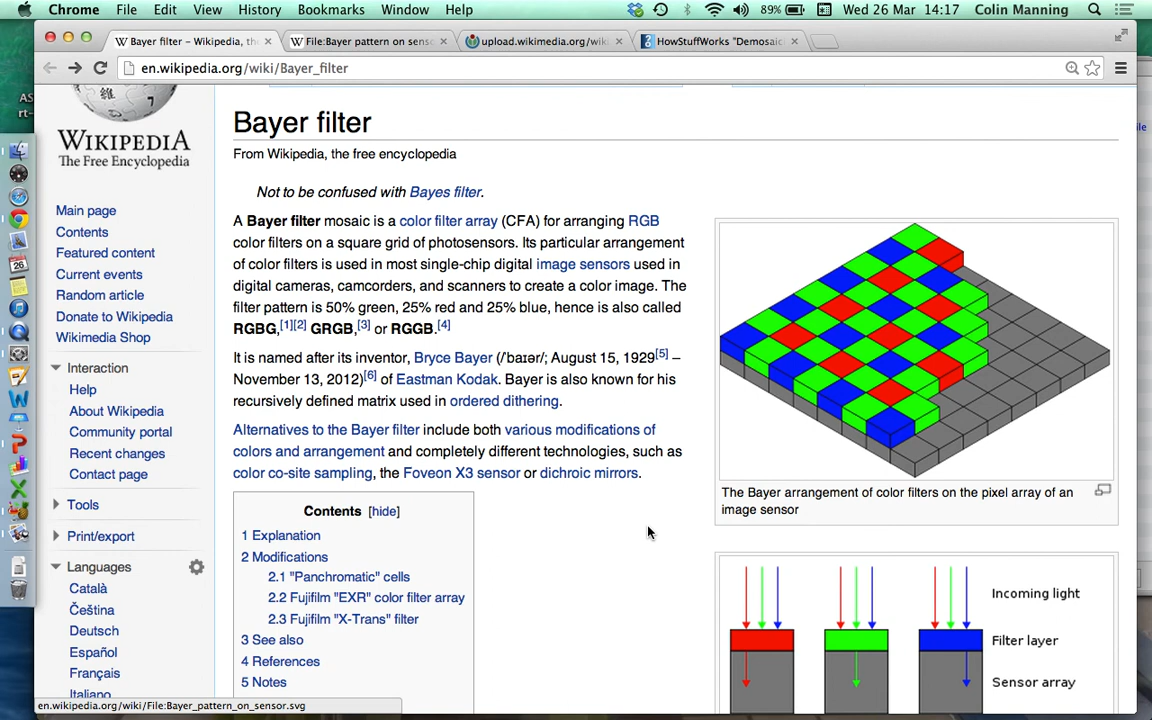 Chrome File Edit View History Bookmarks Window Help 89% Wed 26 Mar 14:17 Colin Manning
Bayer filter – Wikipedia, the
File:Bayer pattern on sens
upload.wikimedia.org/wiki
HowStuffWorks "Demosaic
en.wikipedia.org/wiki/Bayer_filter
WIKIPEDIA
The Free Encyclopedia
Main page
Contents
Featured content
Current events
Random article
Donate to Wikipedia
Wikimedia Shop
Interaction
Help
About Wikipedia
Community portal
Recent changes
Contact page
Tools
Print/export
Languages
Català
Čeština
Deutsch
Español
Français
Italiano
Bayer filter
From Wikipedia, the free encyclopedia
Not to be confused with Bayes filter.
A Bayer filter mosaic is a color filter array (CFA) for arranging RGB
color filters on a square grid of photosensors. Its particular arrangement
of color filters is used in most single-chip digital image sensors used in
digital cameras, camcorders, and scanners to create a color image. The
filter pattern is 50% green, 25% red and 25% blue, hence is also called
RGBG,[1][2] GRGB,[3] or RGGB.[4]
It is named after its inventor, Bryce Bayer (/ˈbaɪər/; August 15, 1929[5] –
November 13, 2012)[6] of Eastman Kodak. Bayer is also known for his
recursively defined matrix used in ordered dithering.
Alternatives to the Bayer filter include both various modifications of
colors and arrangement and completely different technologies, such as
color co-site sampling, the Foveon X3 sensor or dichroic mirrors.
Contents [hide]
1 Explanation
2 Modifications
2.1 "Panchromatic" cells
2.2 Fujifilm "EXR" color filter array
2.3 Fujifilm "X-Trans" filter
3 See also
4 References
5 Notes
The Bayer arrangement of color filters on the pixel array of an
image sensor
Incoming light
Filter layer
Sensor array
en.wikipedia.org/wiki/File:Bayer_pattern_on_sensor.svg